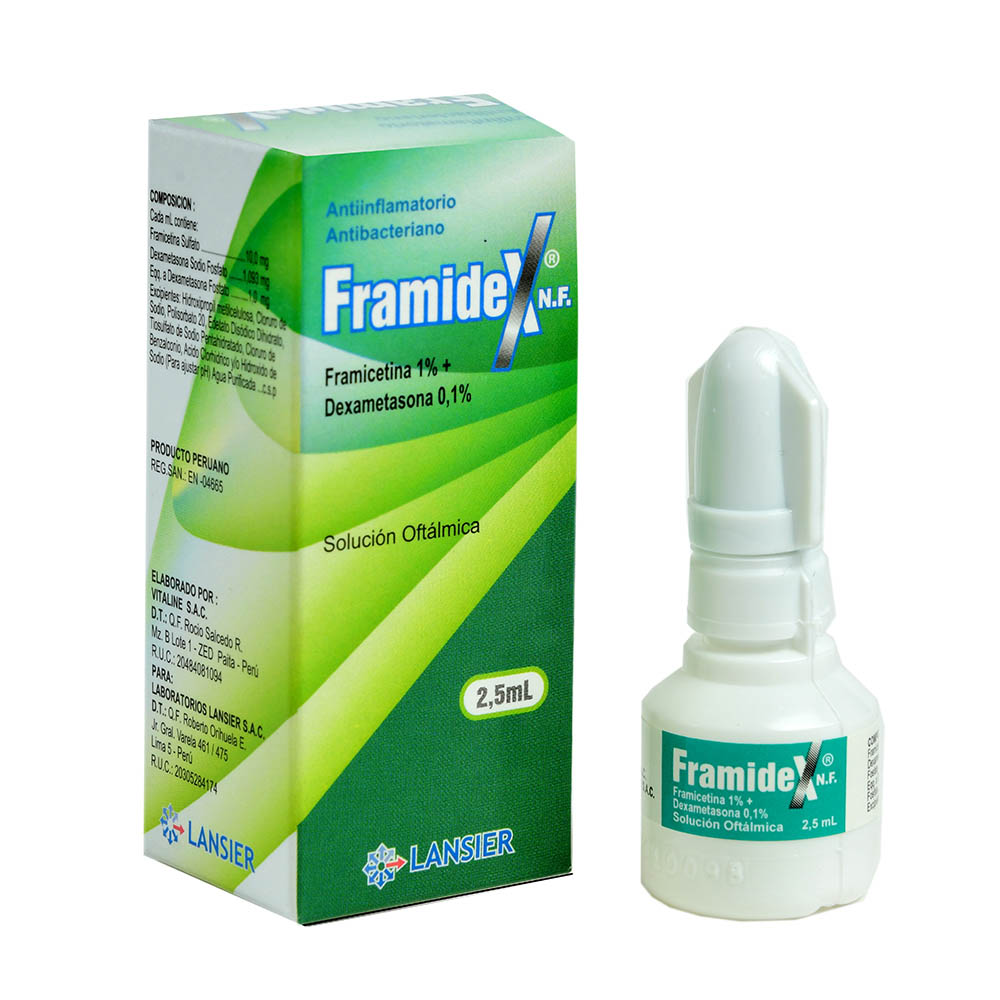 Framidex
COMPOSICION :
Cada mL contiene:
Framicetina Sulfato 10,0 mg
Dexametasona Sodio Fosfato 1,093 mg
Eqq. a Dexametasona Fosfato 1,0 mg
Excipientes: Hidroxipropil metilcelulosa, Cloruro de
Sodio, Polisorbato 20, Edetato Disódico Dihidrato,
Tiosulfato de Sodio Pentahidratado, Cloruro de
Benzalconio, Acido Clorhídrico y/o Hidroxido de
Sodio (Para ajustar pH) Agua Purificada ...c.s.p
PRODUCTO PERUANO
REG.SAN.: EN -04665
ELABORADO POR :
VITALINE S.A.C.
D.T.: Q.F. Rocio Salcedo R.
Mz. B Lote 1 - ZED Paita - Perú
R.U.C.: 20484081094
PARA:
LABORATORIOS LANSIER S.A.C.
D.T.: Q.F. Roberto Orihuela E.
Jr. Gral. Varela 461 / 475
Lima 5 - Perú
R.U.C.: 20305284174
LANSIER
Antiinflamatorio
Antibacteriano
FramideX® N.F.
Framicetina 1% +
Dexametasona 0,1%
Solución Oftálmica
2,5mL
LANSIER
FramideX® N.F.
Framicetina 1% +
Dexametasona 0,1%
Solución Oftálmica 2,5 mL